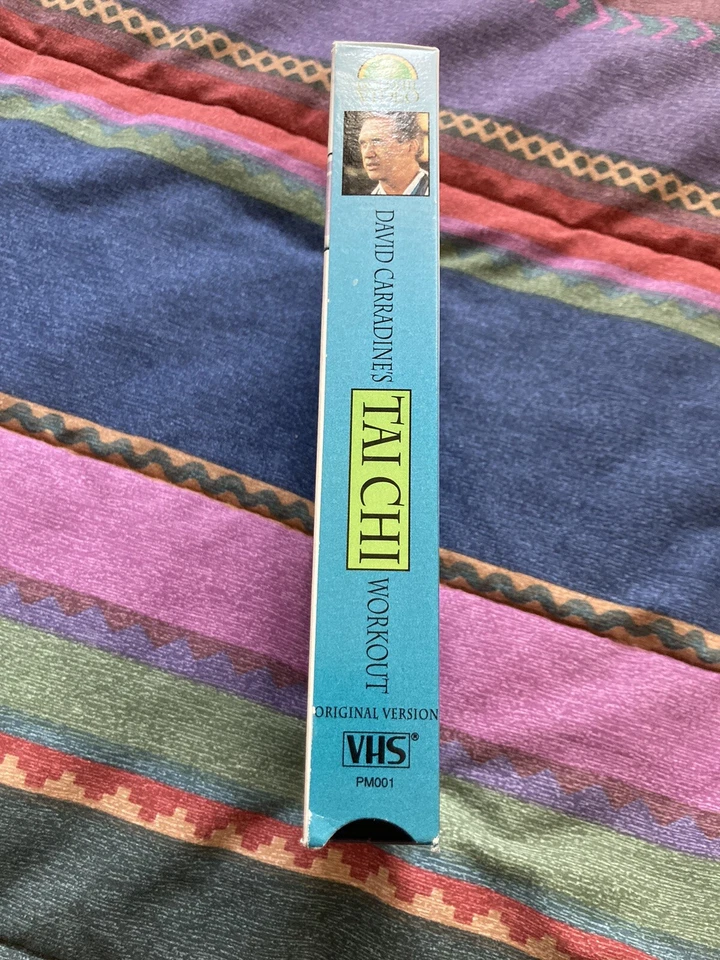 DAVID CARRADINE'S
TAI CHI
WORKOUT
ORIGINAL VERSION
VHS®
PM001